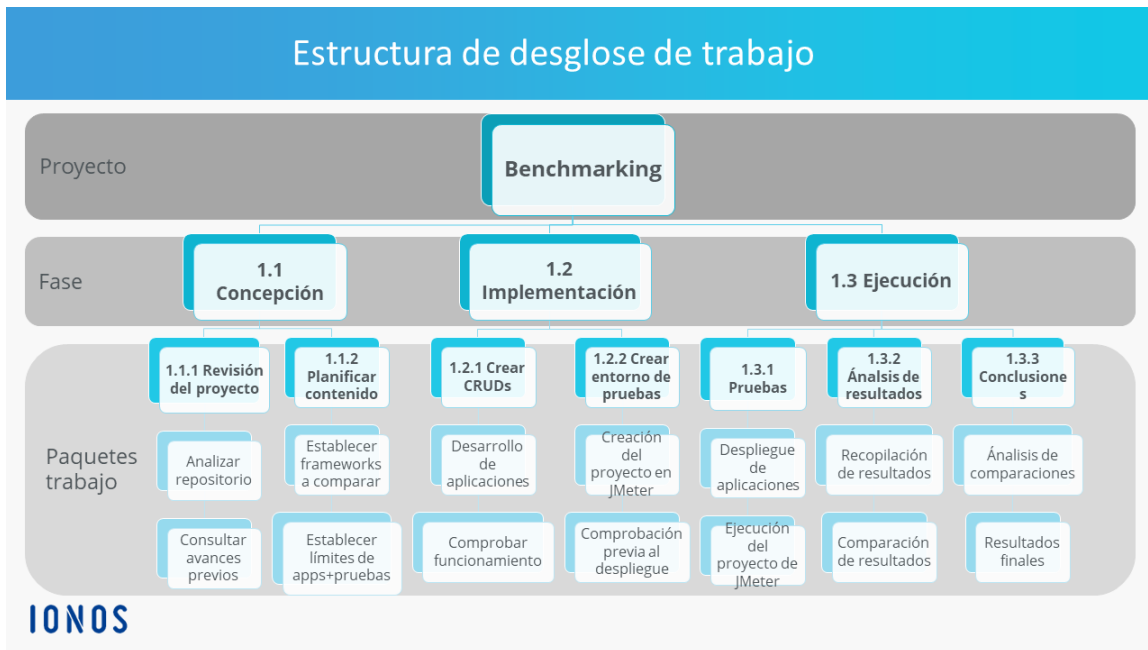 Estructura de desglose de trabajo
Proyecto
Benchmarking
Fase
1.1
Concepción
1.2
Implementación
1.3 Ejecución
Paquetes
trabajo
1.1.1 Revisión
del proyecto
1.1.2
Planificar
contenido
1.2.1 Crear
CRUDs
1.2.2 Crear
entorno de
pruebas
1.3.1
Pruebas
1.3.2
Ánalsis de
resultados
1.3.3
Conclusione
s
Analizar
repositorio
Establecer
frameworks
a comparar
Desarrollo
de
aplicaciones
Creación
del
proyecto en
JMeter
Despliegue
de
aplicaciones
Recopilación
de resultados
Ánalisis de
comparaciones
Consultar
avances
previos
Establecer
límites de
apps+pruebas
Comprobar
funcionamiento
Comprobación
previa al
despliegue
Ejecución
del
proyecto de
JMeter
Comparación
de resultados
Resultados
finales
IONOS